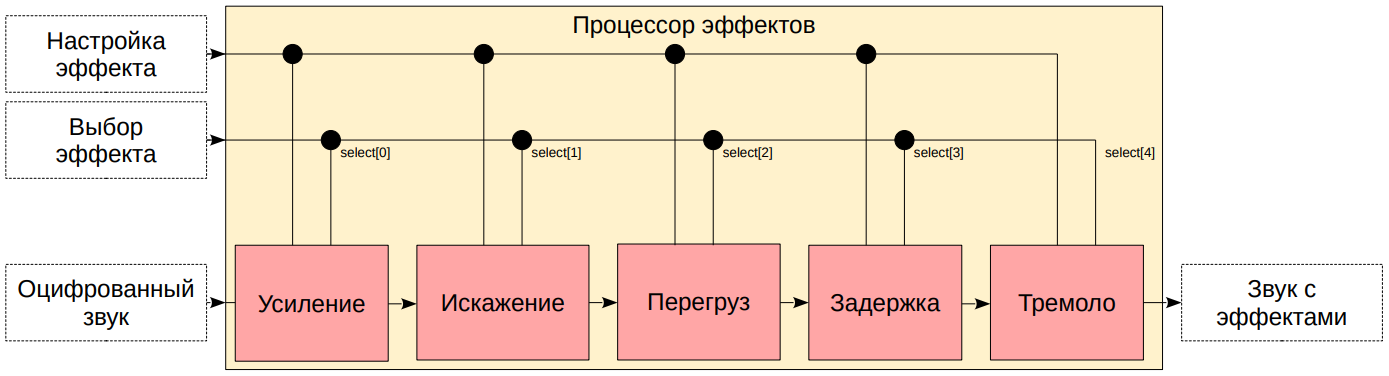 Процессор эффектов
Настройка
эффекта
Выбор
эффекта
select[0]
select[1]
select[2]
select[3]
select[4]
Оцифрованный
звук
Усиление
Искажение
Перегруз
Задержка
Тремоло
Звук с
эффектами